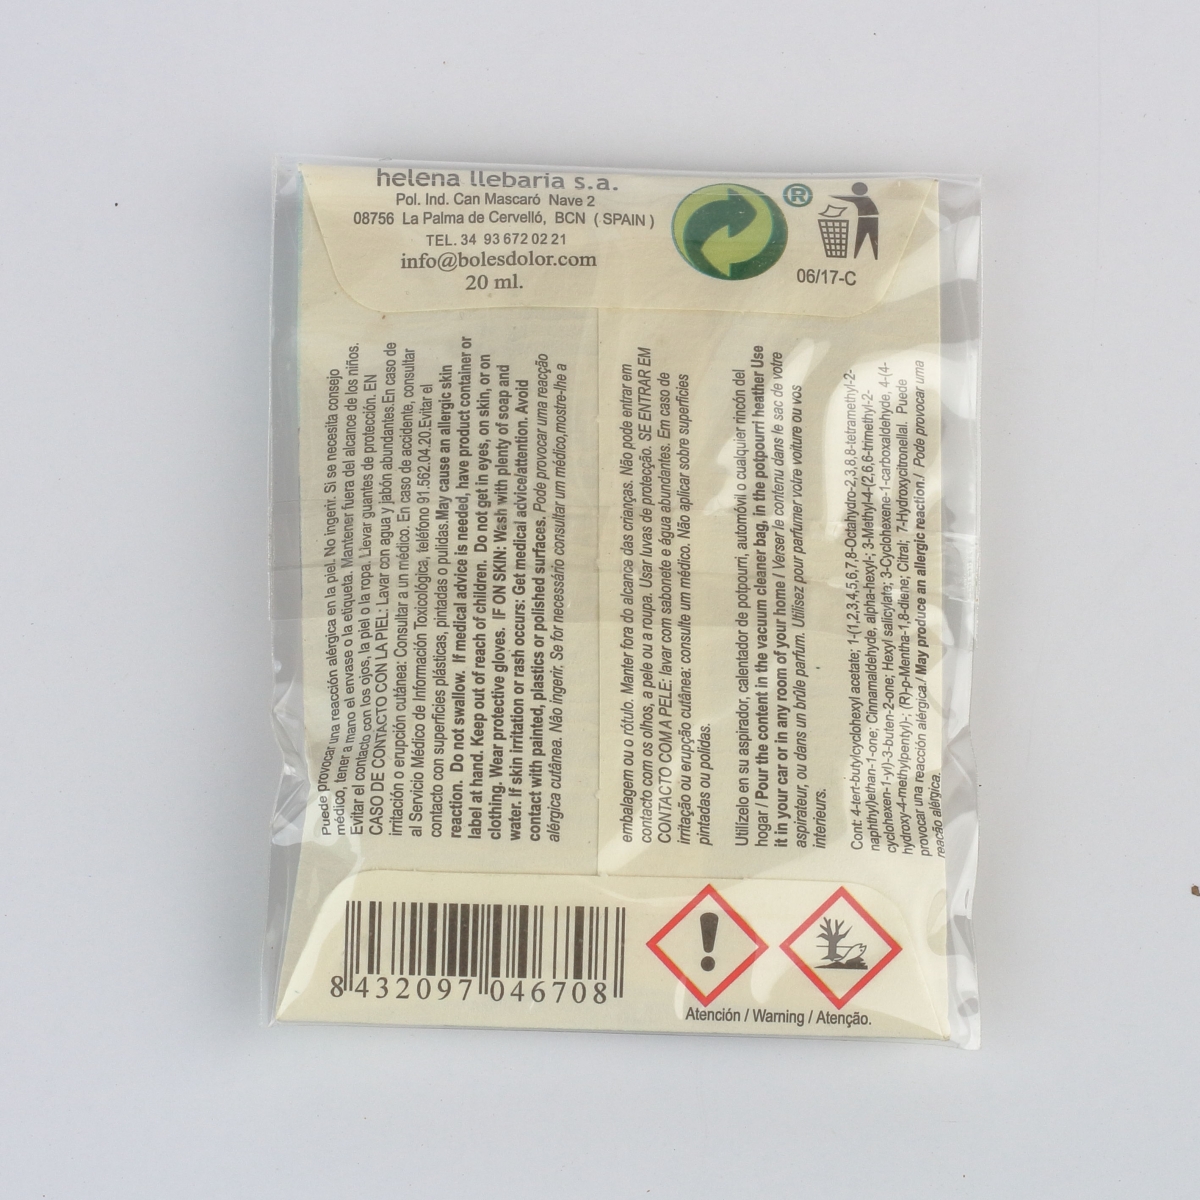 helena llebaria s.a.
Pol. Ind. Can Mascaró Nave 2
08756 La Palma de Cervelló, BCN ( SPAIN )
TEL. 34 93 672 02 21
info@bolesdolor.com
20 ml.
®
06/17-C
Puede provocar una reacción alérgica en la piel. No ingerir. Si se necesita consejo
médico, tener a mano el envase o la etiqueta. Mantener fuera del alcance de los niños.
Evitar el contacto con los ojos, la piel o la ropa. Llevar guantes de protección. EN
CASO DE CONTACTO CON LA PIEL: Lavar con agua y jabón abundantes.En caso de
irritación o erupción cutánea: Consultar a un médico. En caso de accidente, consultar
al Servicio Médico de Información Toxicológica, teléfono 91.562.04.20.Evitar el
contacto con superficies plásticas, pintadas o pulidas.May cause an allergic skin
reaction. Do not swallow. If medical advice is needed, have product container or
label at hand. Keep out of reach of children. Do not get in eyes, on skin, or on
clothing. Wear protective gloves. IF ON SKIN: Wash with plenty of soap and
water. If skin irritation or rash occurs: Get medical advice/attention. Avoid
contact with painted, plastics or polished surfaces. Pode provocar uma reacção
alérgica cutânea. Não ingerir. Se for necessário consultar um médico,mostre-lhe a
embalagem ou o rótulo. Manter fora do alcance das crianças. Não pode entrar em
contacto com os olhos, a pele ou a roupa. Usar luvas de protecção. SE ENTRAR EM
CONTACTO COM A PELE: lavar com sabonete e água abundantes. Em caso de
irritação ou erupção cutânea: consulte um médico. Não aplicar sobre superfícies
pintadas ou polidas.
Utilízelo en su aspirador, calentador de potpourri, automóvil o cualquier rincón del
hogar / Pour the content in the vacuum cleaner bag, in the potpourri heather Use
it in your car or in any room of your home / Verser le contenu dans le sac de votre
aspirateur, ou dans un brûle parfum. Utilisez pour parfumer votre voiture ou vos
interieurs.
Cont: 4-tert-butylcyclohexyl acetate; 1-(1,2,3,4,5,6,7,8-Octahydro-2,3,8,8-tetramethyl-2-
naphthyl)ethan-1-one; Cinnamaldehyde, alpha-hexyl-; 3-Methyl-4-(2,6,6-trimethyl-2-
cyclohexen-1-yl)-3-buten-2-one; Hexyl salicylate; 3-Cyclohexene-1-carboxaldehyde, 4-(4-
hydroxy-4-methylpentyl)-; (R)-p-Mentha-1,8-diene; Citral; 7-Hydroxycitronellal. Puede
provocar una reacción alérgica./ May produce an allergic reaction./ Pode provocar uma
reação alérgica.
8 432097 046708
Atención / Warning / Atenção.